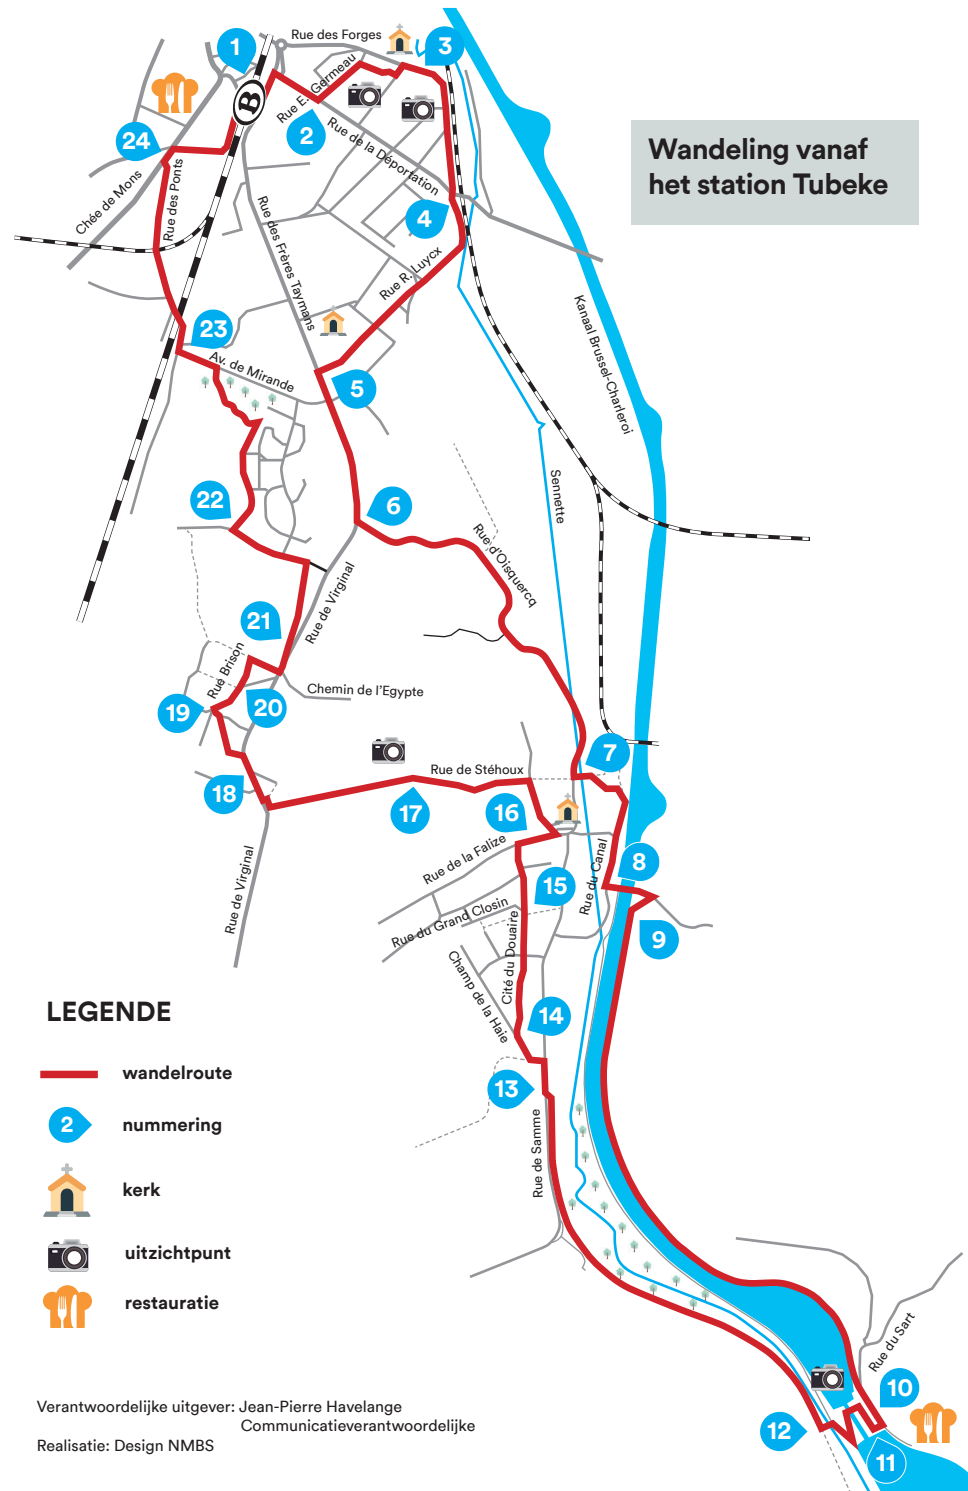 Wandeling vanaf
het station Tubeke
Rue des Forges
1
3
B
Rue E. Germeau
2
24
Rue de la Déportation
Chée de Mons
Rue des Ponts
4
Rue des Frères Taymans
Rue R. Luycx
Kanaal Brussel-Charleroi
23
Av. de Mirande
5
22
6
Sennette
Rue d'Oisquercq
21
Rue de Virginal
Rue Brison
Chemin de l'Egypte
19
20
7
Rue de Stéhoux
18
17
16
Rue de la Falize
Rue du Canal
8
Rue de Virginal
15
Rue du Grand Closin
9
Cité du Douaire
Champ de la Haie
14
13
Rue de Samme
Rue du Sart
10
12
11
LEGENDE
wandelroute
2
nummering
kerk
uitzichtpunt
restauratie
Verantwoordelijke uitgever: Jean-Pierre Havelange
Communicatieverantwoordelijke
Realisatie: Design NMBS